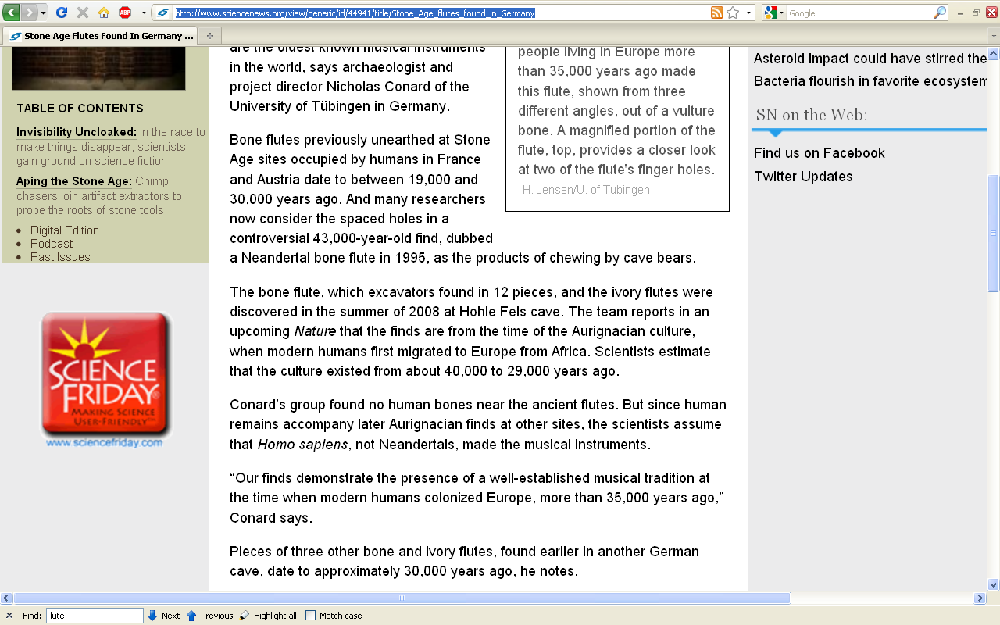 http://www.sciencenews.org/view/generic/id/44941/title/Stone_Age_flutes_found_in_Germany
Google
ABP
Stone Age Flutes Found In Germany ...
TABLE OF CONTENTS
Invisibility Uncloaked: In the race to
make things disappear, scientists
gain ground on science fiction
Aping the Stone Age: Chimp
chasers join artifact extractors to
probe the roots of stone tools
Digital Edition
Podcast
Past Issues
SCIENCE
FRIDAY
MAKING SCIENCE
USER-FRIENDLY
www.sciencefriday.com
are the oldest known musical instruments
in the world, says archaeologist and
project director Nicholas Conard of the
University of Tübingen in Germany.
Bone flutes previously unearthed at Stone
Age sites occupied by humans in France
and Austria date to between 19,000 and
30,000 years ago. And many researchers
now consider the spaced holes in a
controversial 43,000-year-old find, dubbed
a Neandertal bone flute in 1995, as the products of chewing by cave bears.
The bone flute, which excavators found in 12 pieces, and the ivory flutes were
discovered in the summer of 2008 at Hohle Fels cave. The team reports in an
upcoming Nature that the finds are from the time of the Aurignacian culture,
when modern humans first migrated to Europe from Africa. Scientists estimate
that the culture existed from about 40,000 to 29,000 years ago.
Conard’s group found no human bones near the ancient flutes. But since human
remains accompany later Aurignacian finds at other sites, the scientists assume
that Homo sapiens, not Neandertals, made the musical instruments.
“Our finds demonstrate the presence of a well-established musical tradition at
the time when modern humans colonized Europe, more than 35,000 years ago,”
Conard says.
Pieces of three other bone and ivory flutes, found earlier in another German
cave, date to approximately 30,000 years ago, he notes.
people living in Europe more
than 35,000 years ago made
this flute, shown from three
different angles, out of a vulture
bone. A magnified portion of the
flute, top, provides a closer look
at two of the flute's finger holes.
H. Jensen/U. of Tubingen
Asteroid impact could have stirred the
Bacteria flourish in favorite ecosystem
SN on the Web:
Find us on Facebook
Twitter Updates
Find: lute Next Previous Highlight all Match case